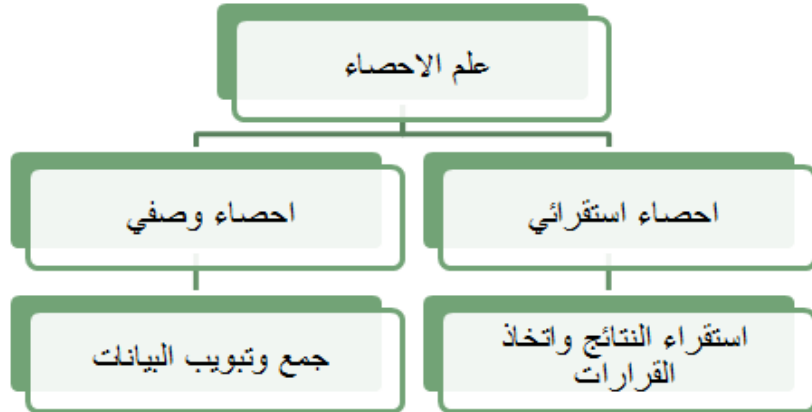 علم الاحصاء
احصاء استقرائي
احصاء وصفي
استقراء النتائج واتخاذ
القرارات
جمع وتبويب البيانات